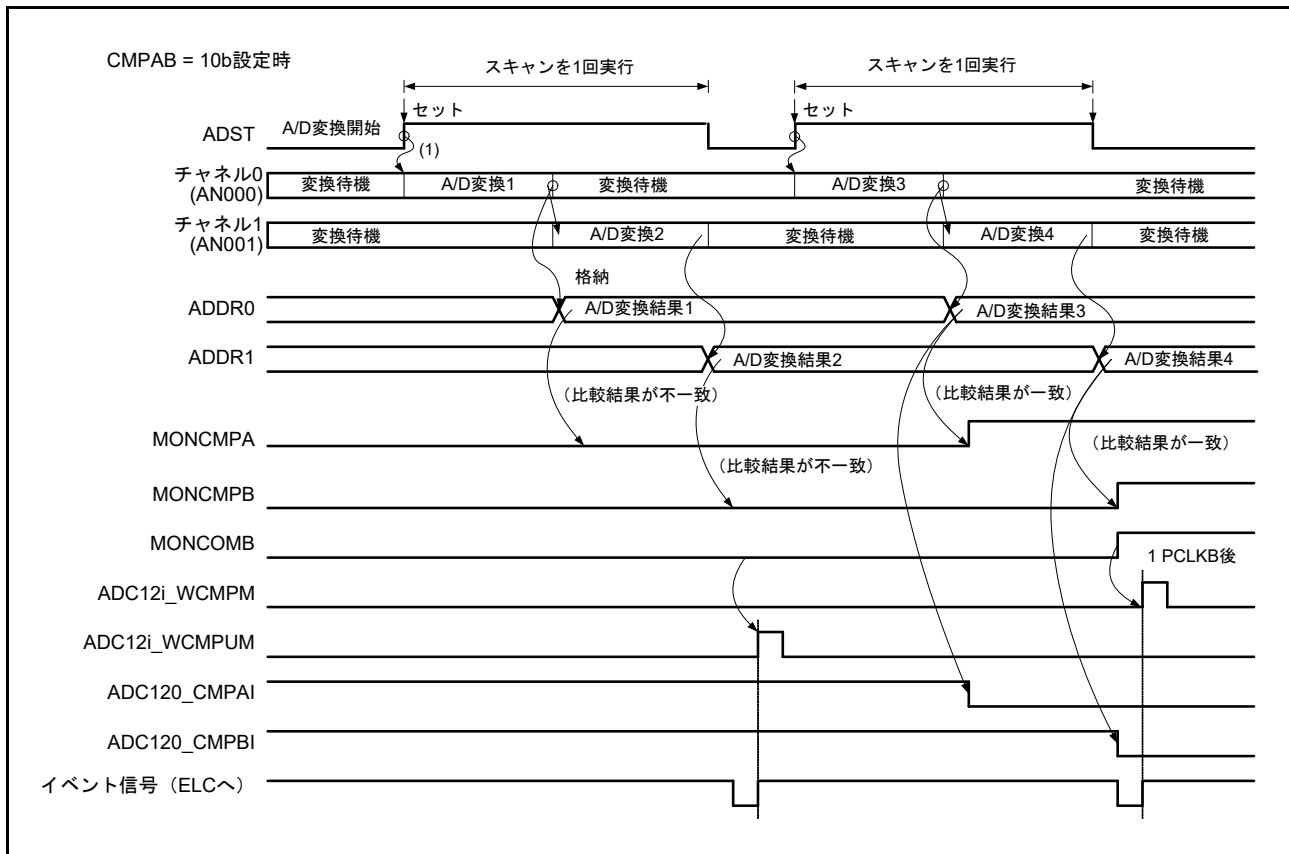 CMPAB = 10b設定時
スキャンを1回実行
スキャンを1回実行
セット
セット
ADST
A/D変換開始
(1)
チャネル0
(AN000)
変換待機
A/D変換1
変換待機
A/D変換3
変換待機
チャネル1
(AN001)
変換待機
A/D変換2
変換待機
A/D変換4
変換待機
格納
ADDR0
A/D変換結果1
A/D変換結果3
ADDR1
A/D変換結果2
A/D変換結果4
（比較結果が不一致）
（比較結果が一致）
MONCMPA
（比較結果が不一致）
（比較結果が一致）
MONCMPB
MONCOMB
1 PCLKB後
ADC12i_WCMPM
ADC12i_WCMPUM
ADC120_CMPAI
ADC120_CMPBI
イベント信号（ELCへ）